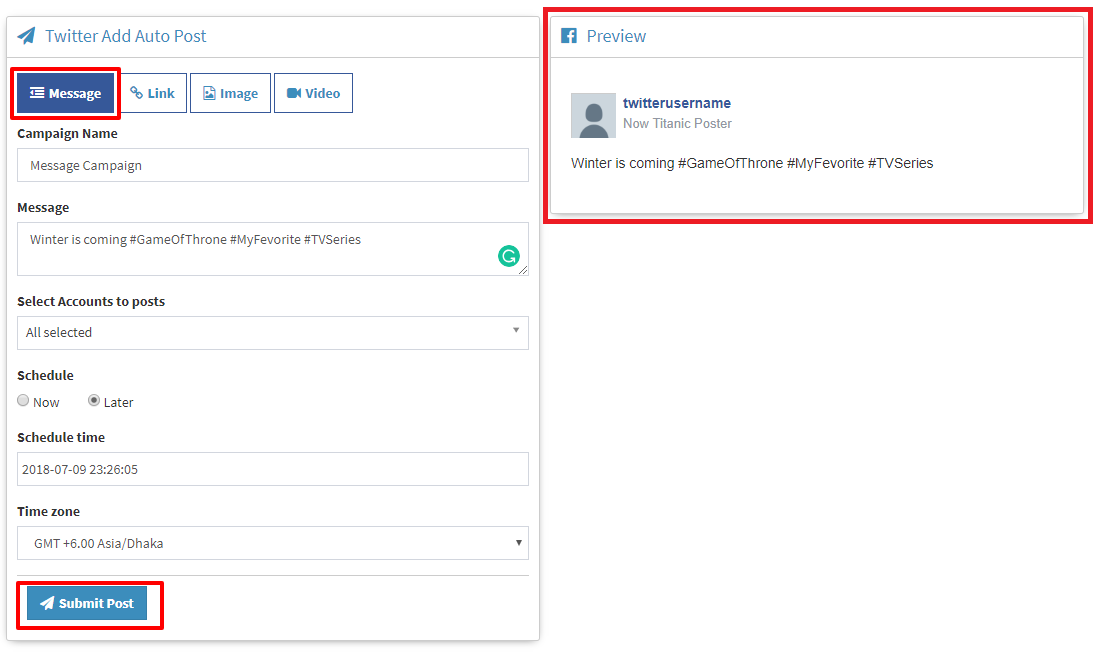 Twitter Add Auto Post
Message Link Image Video
Campaign Name
Message Campaign
Message
Winter is coming #GameOfThrone #MyFevorite #TVSeries
Select Accounts to posts
All selected
Schedule
Now Later
Schedule time
2018-07-09 23:26:05
Time zone
GMT +6.00 Asia/Dhaka
Submit Post
Preview
twitterusername
Now Titanic Poster
Winter is coming #GameOfThrone #MyFevorite #TVSeries